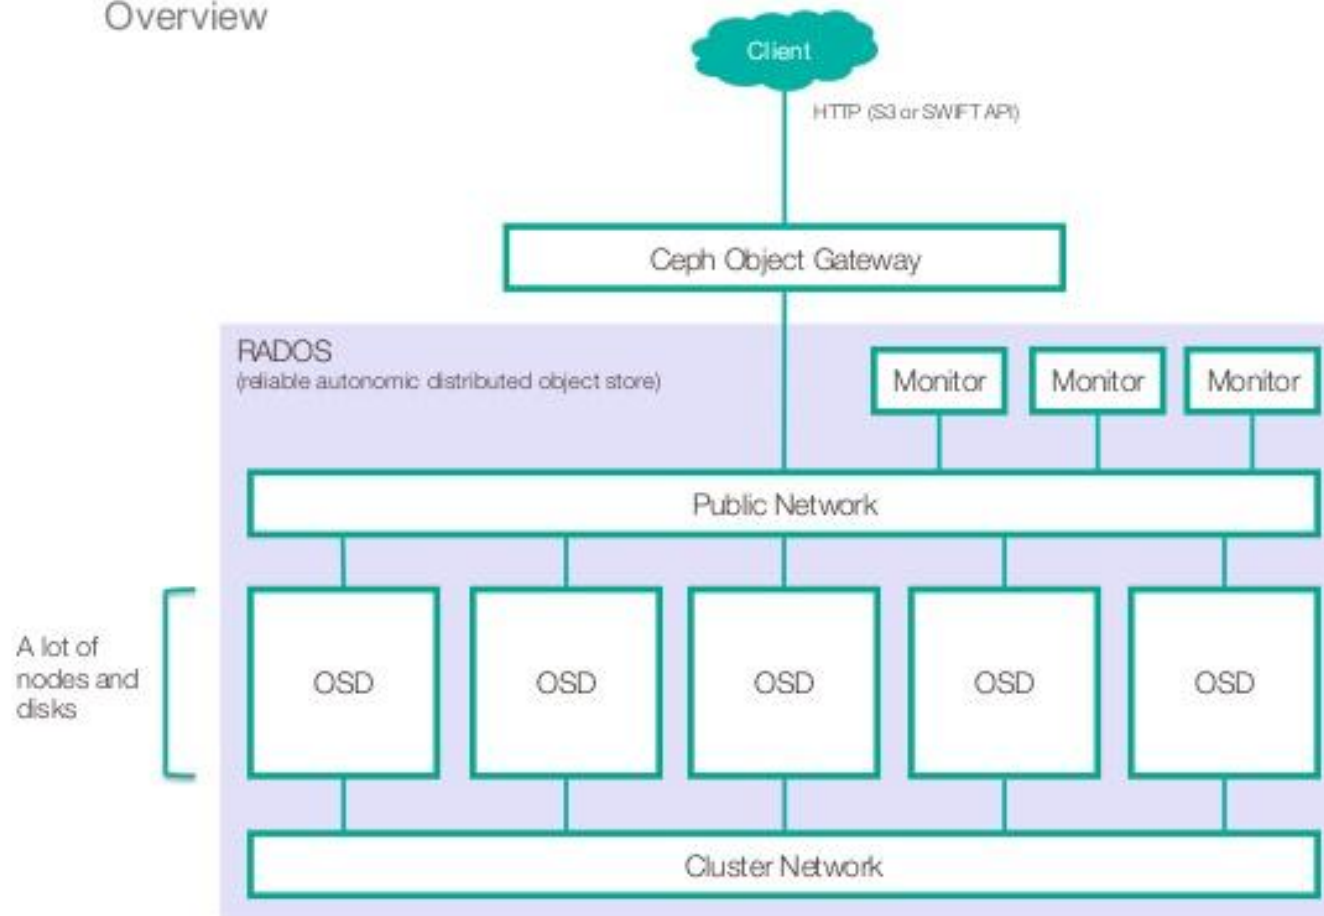 Overview
Client
HTTP (S3 or SWIFT API)
Ceph Object Gateway
RADOS
(reliable autonomic distributed object store)
Monitor
Monitor
Monitor
Public Network
A lot of
nodes and
disks
OSD
OSD
OSD
OSD
OSD
Cluster Network